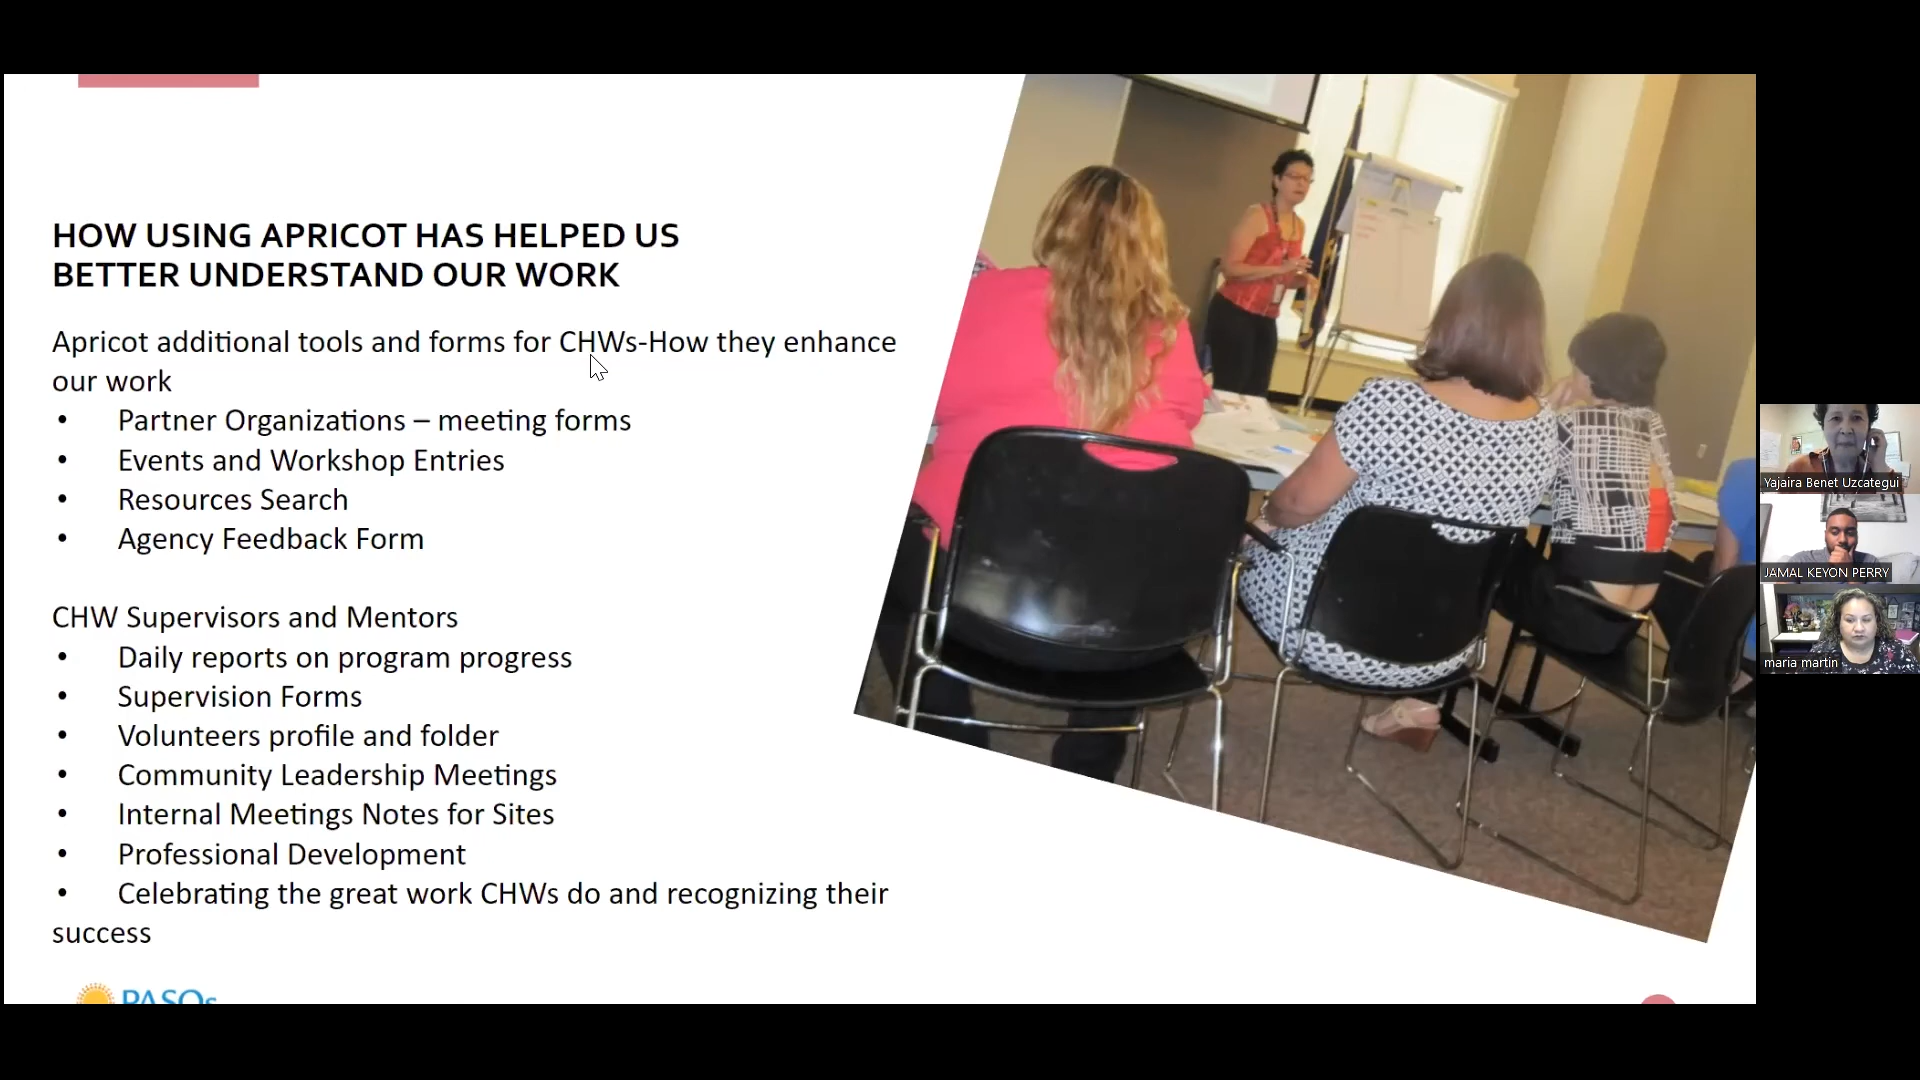 HOW USING APRICOT HAS HELPED US
BETTER UNDERSTAND OUR WORK
Apricot additional tools and forms for CHWs-How they enhance
our work
• Partner Organizations – meeting forms
• Events and Workshop Entries
• Resources Search
• Agency Feedback Form
CHW Supervisors and Mentors
• Daily reports on program progress
• Supervision Forms
• Volunteers profile and folder
• Community Leadership Meetings
• Internal Meetings Notes for Sites
• Professional Development
• Celebrating the great work CHWs do and recognizing their
success
PASOs
Yajaira Benet Uzcategui
JAMAL KEYON PERRY
maria martin